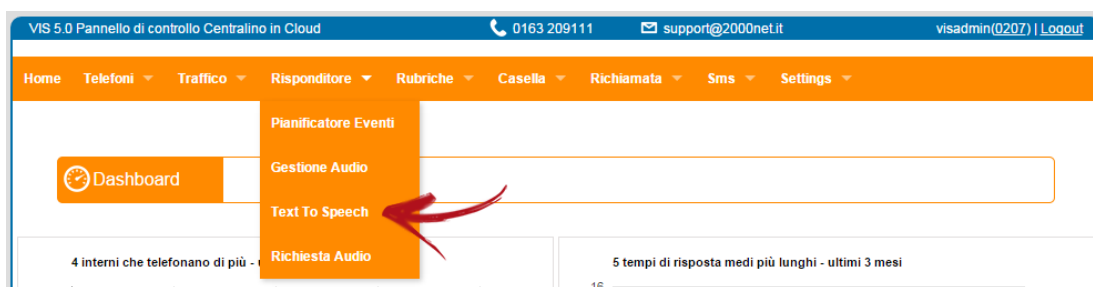 VIS 5.0 Pannello di controllo Centralino in Cloud 0163 209111 support@2000net.it visadmin(0207) | Logout
Home Telefoni Traffico Risponditore Rubriche Casella Richiamata Sms Settings
Pianificatore Eventi
Gestione Audio
Dashboard
Text To Speech
Richiesta Audio
4 interni che telefonano di più - 5 tempi di risposta medi più lunghi - ultimi 3 mesi
16